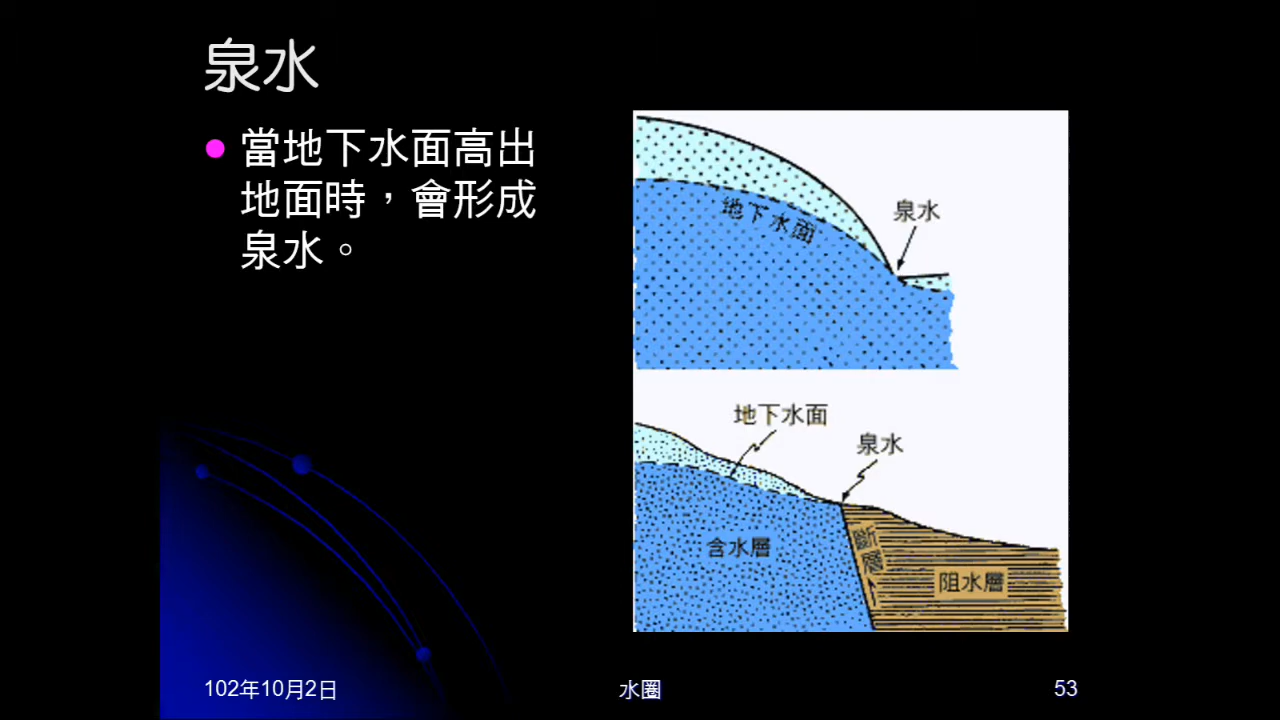 泉水
當地下水面高出
地面時，會形成
泉水。
地下水面
泉水
地下水面
泉水
含水層
斷層
阻水層
102年10月2日
水圈
53